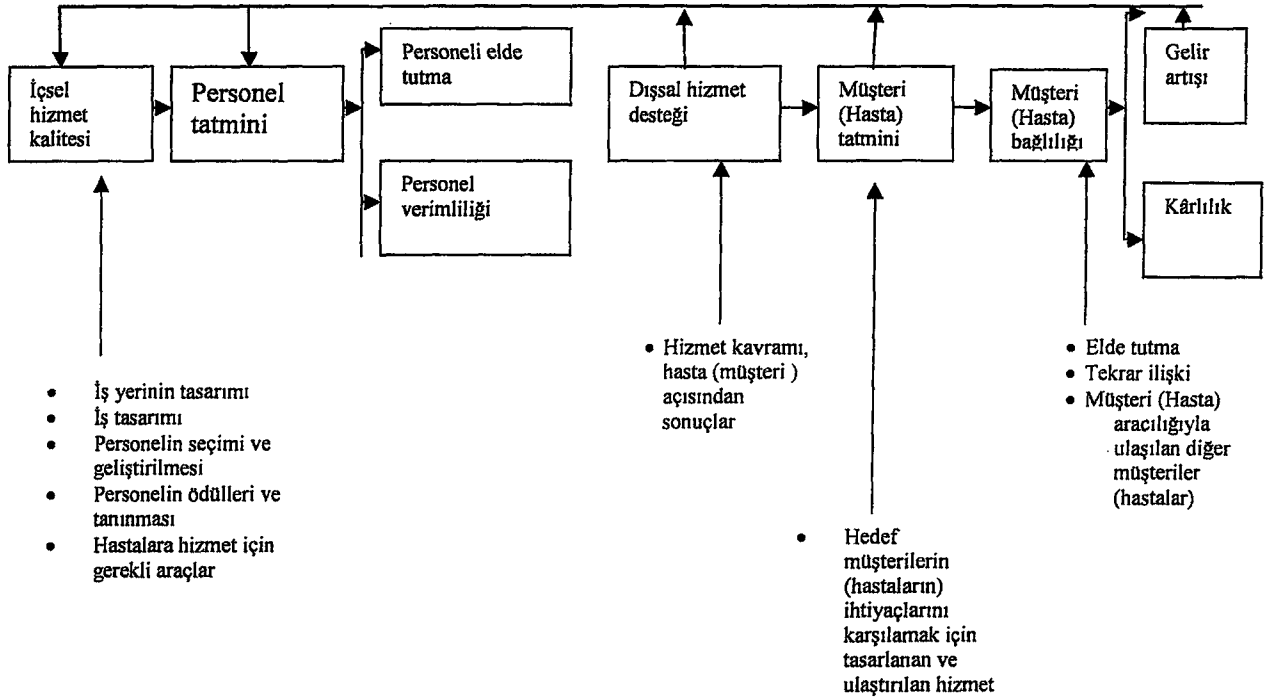 İçsel
hizmet
kalitesi
Personel
tatmini
Personeli elde
tutma
Personel
verimliliği
Dışsal hizmet
desteği
Müşteri
(Hasta)
tatmini
Müşteri
(Hasta)
bağlılığı
Gelir
artışı
Kârlılık
• İş yerinin tasarımı
• İş tasarımı
• Personelin seçimi ve
geliştirilmesi
• Personelin ödülleri ve
tanınması
• Hastalara hizmet için
gerekli araçlar
• Hizmet kavramı,
hasta (müşteri )
açısından
sonuçlar
• Hedef
müşterilerin
(hastaların)
ihtiyaçlarını
karşılamak için
tasarlanan ve
ulaştırılan hizmet
• Elde tutma
• Tekrar ilişki
• Müşteri (Hasta)
aracılığıyla
ulaşılan diğer
müşteriler
(hastalar)